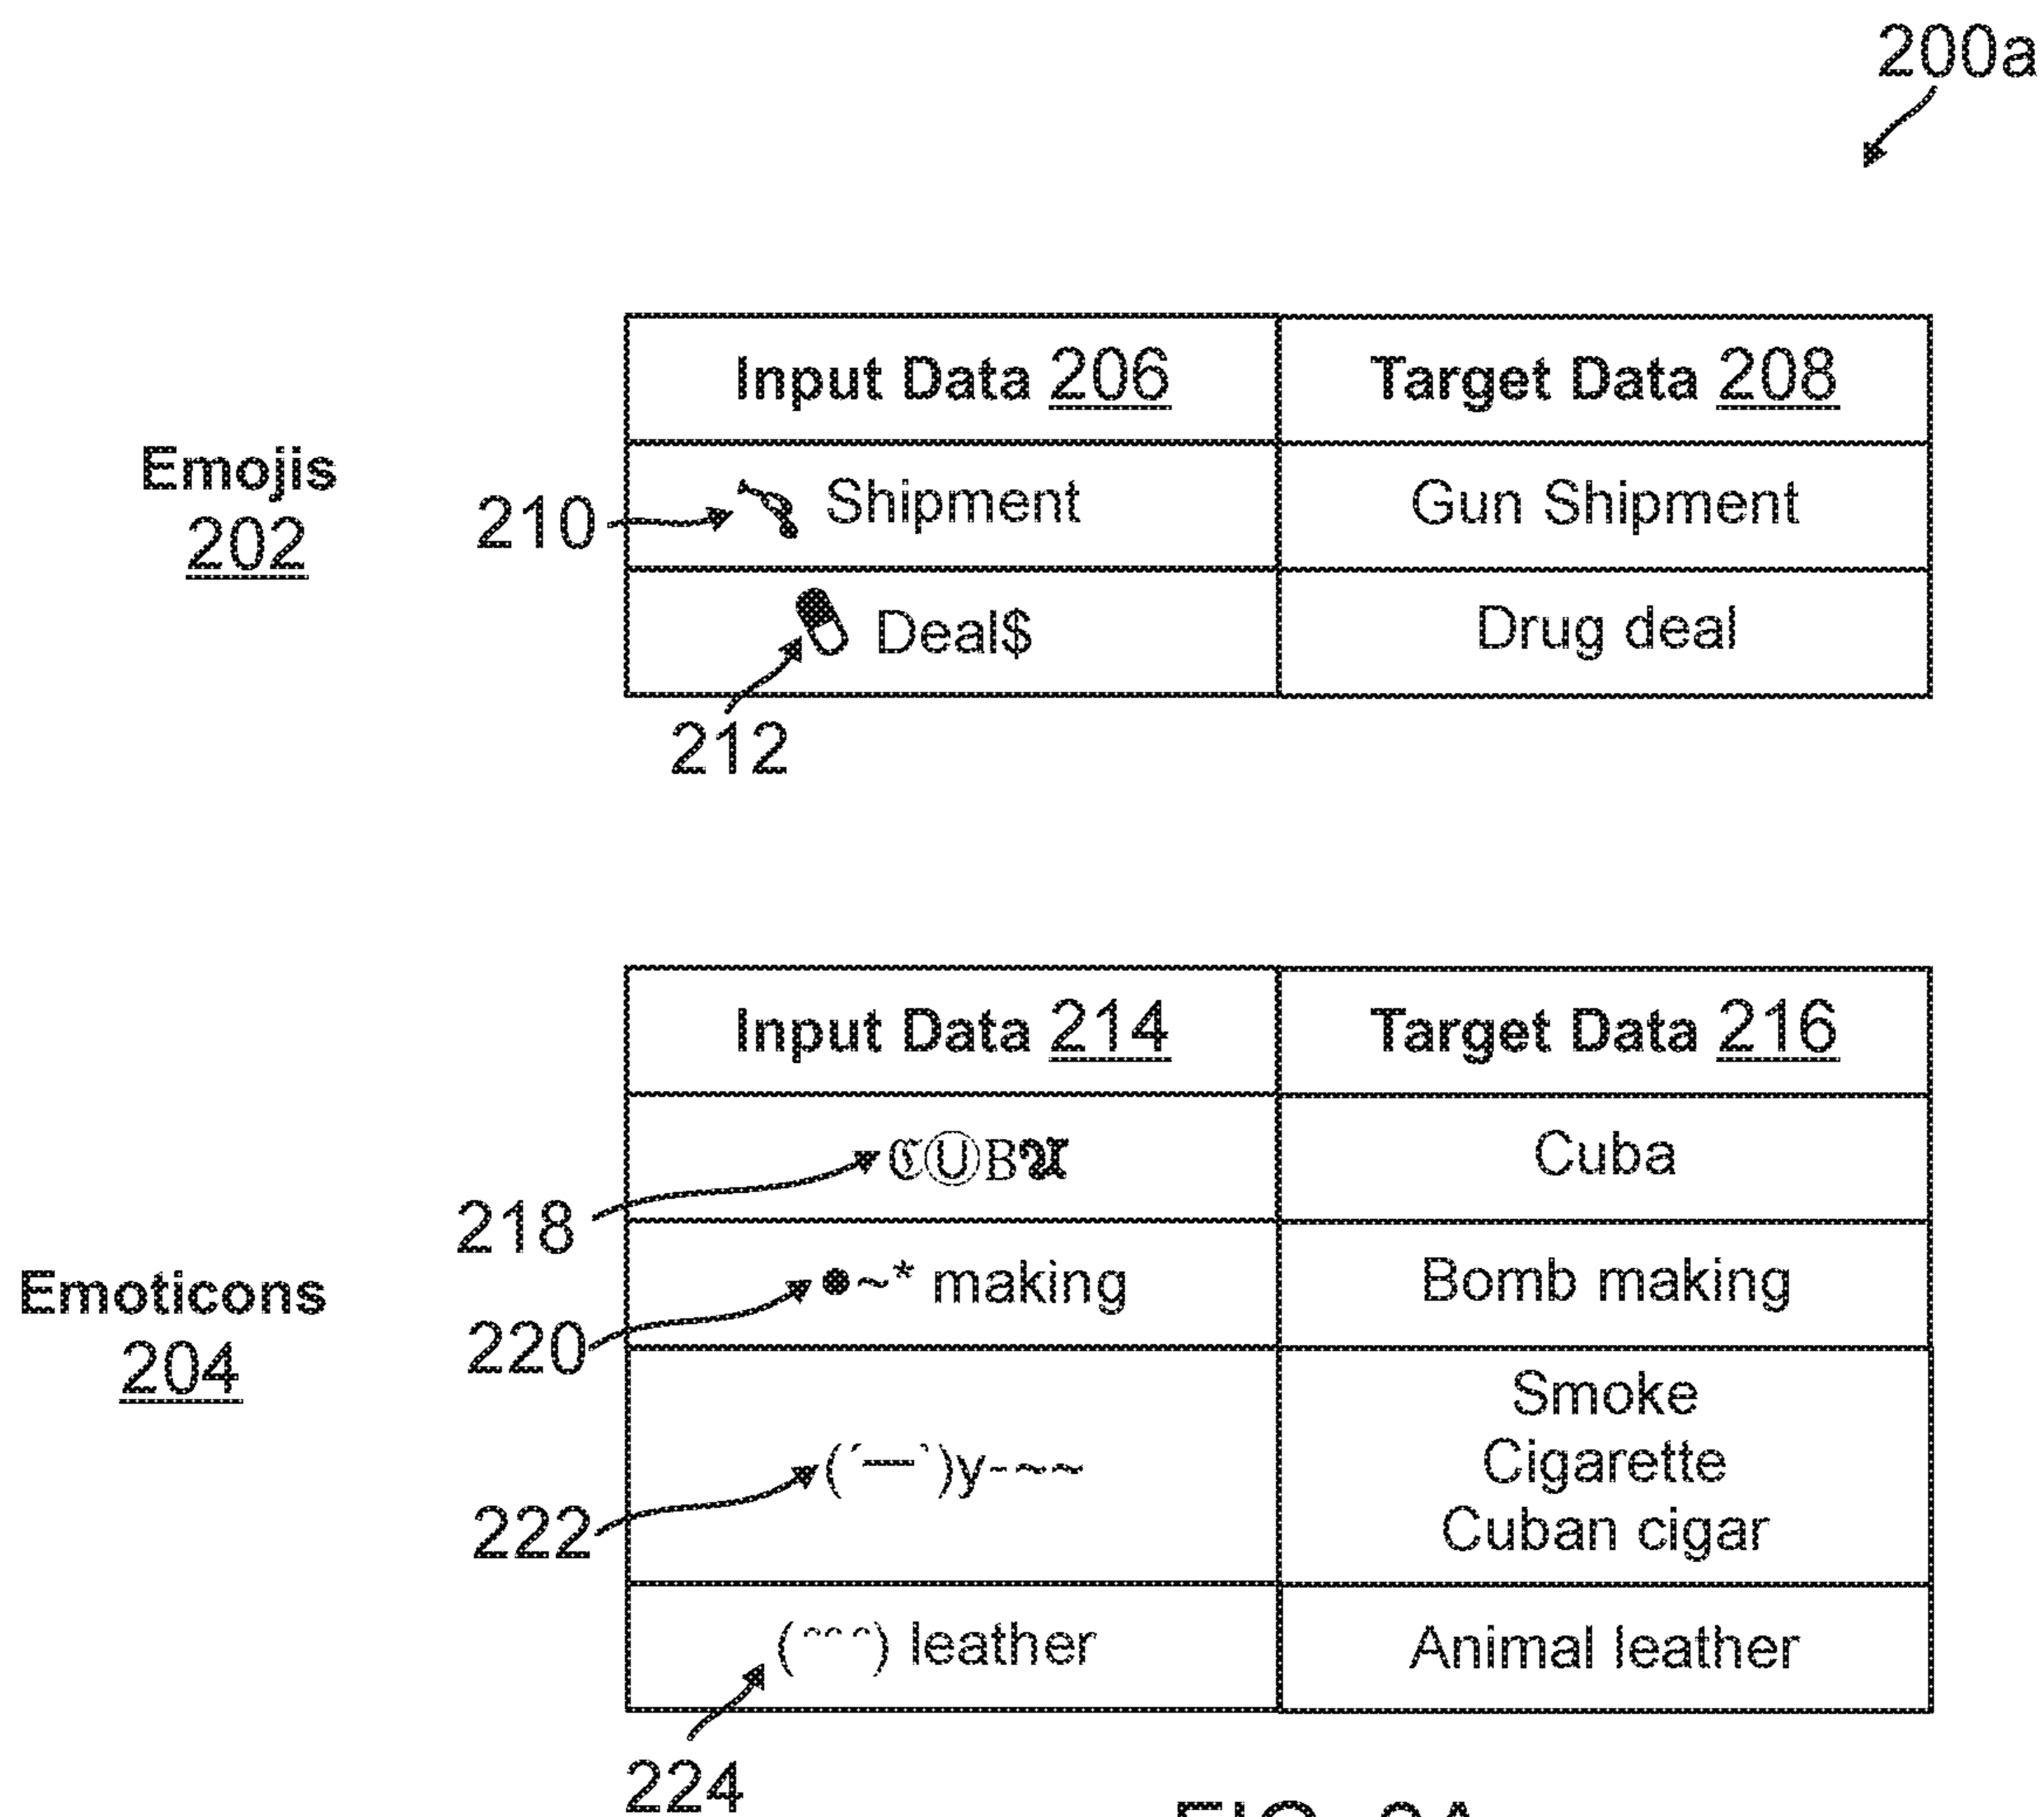 200a
Input Data 206 Target Data 208
Emojis
202
210 Shipment Gun Shipment
Deal$ Drug deal
212
Input Data 214 Target Data 216
218 ℭⓊB𝕬 Cuba
Emoticons
204
220 ●~* making Bomb making
222 (´—`)y-~~ Smoke
Cigarette
Cuban cigar
(ᵔᵔᵔ) leather Animal leather
224